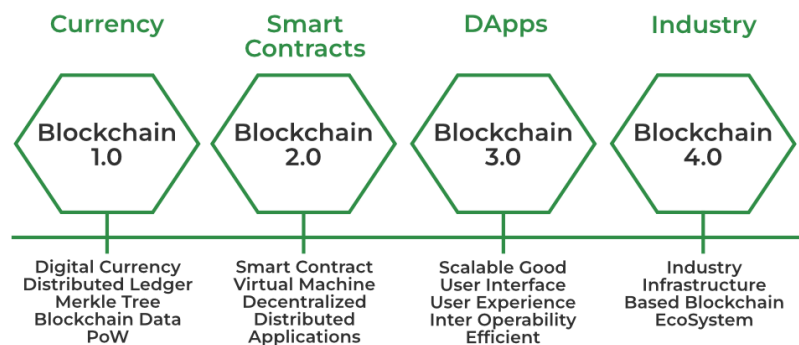 Currency
Smart
Contracts
DApps
Industry
Blockchain
1.0
Blockchain
2.0
Blockchain
3.0
Blockchain
4.0
Digital Currency
Distributed Ledger
Merkle Tree
Blockchain Data
PoW
Smart Contract
Virtual Machine
Decentralized
Distributed
Applications
Scalable Good
User Interface
User Experience
Inter Operability
Efficient
Industry
Infrastructure
Based Blockchain
EcoSystem